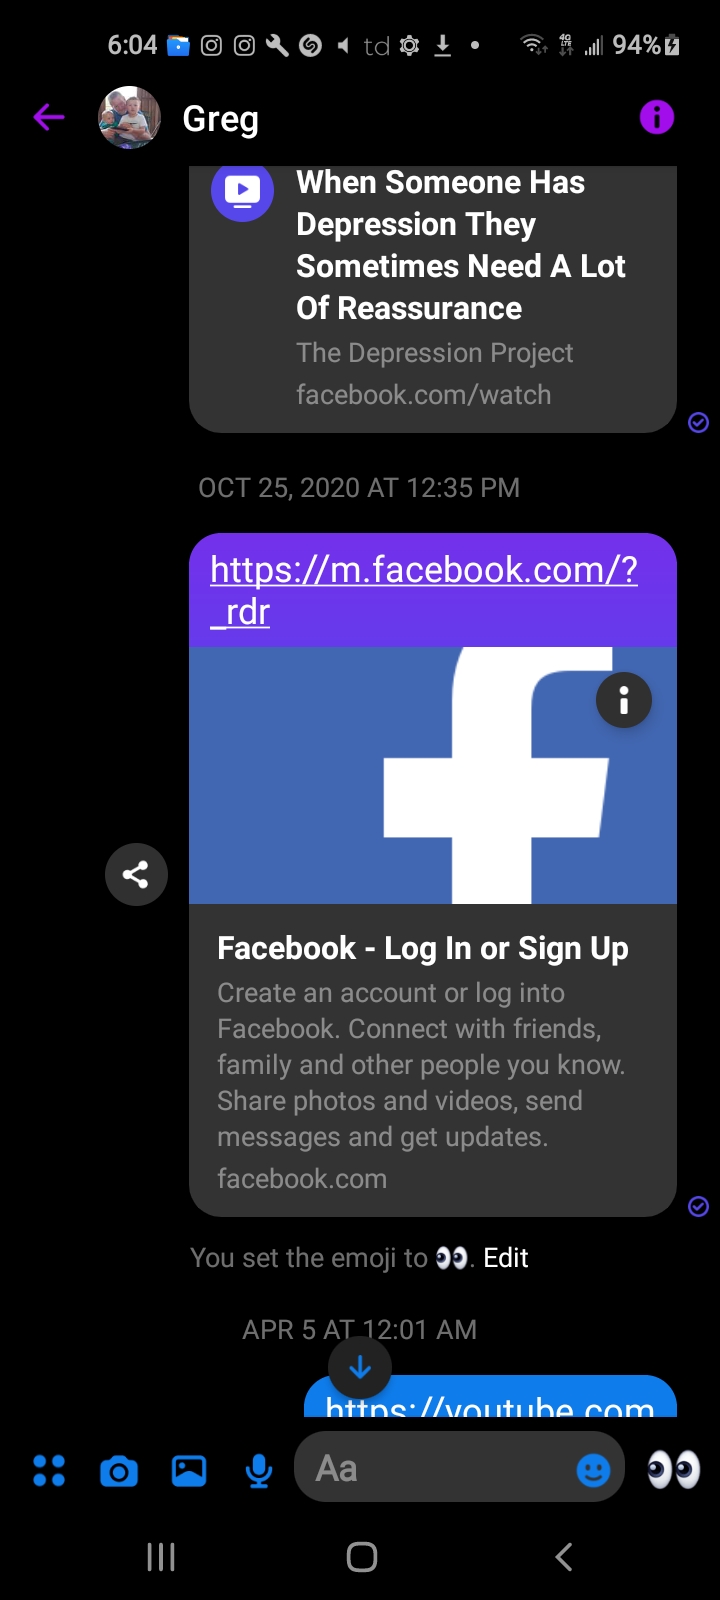 6:04 td 4G LTE 94%
Greg
When Someone Has
Depression They
Sometimes Need A Lot
Of Reassurance
The Depression Project
facebook.com/watch
OCT 25, 2020 AT 12:35 PM
https://m.facebook.com/?
_rdr
Facebook - Log In or Sign Up
Create an account or log into
Facebook. Connect with friends,
family and other people you know.
Share photos and videos, send
messages and get updates.
facebook.com
You set the emoji to 👀. Edit
APR 5 AT 12:01 AM
https://youtube.com
Aa